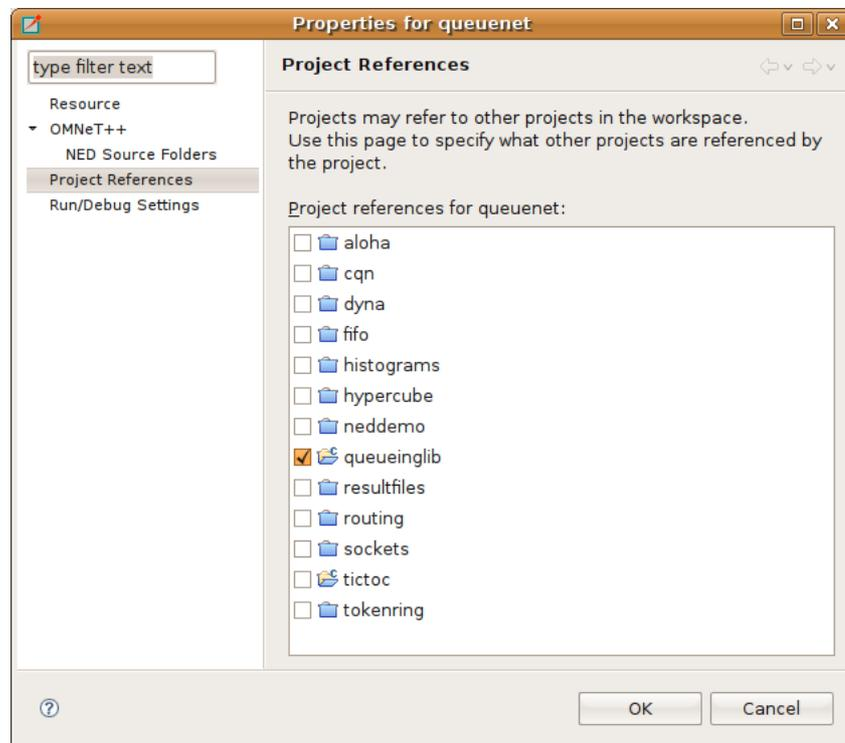 Properties for queuenet
type filter text
Resource
OMNeT++
NED Source Folders
Project References
Run/Debug Settings
Project References
Projects may refer to other projects in the workspace.
Use this page to specify what other projects are referenced by
the project.
Project references for queuenet:
aloha
cqn
dyna
fifo
histograms
hypercube
neddemo
queueinglib
resultfiles
routing
sockets
tictoc
tokenring
?
OK
Cancel